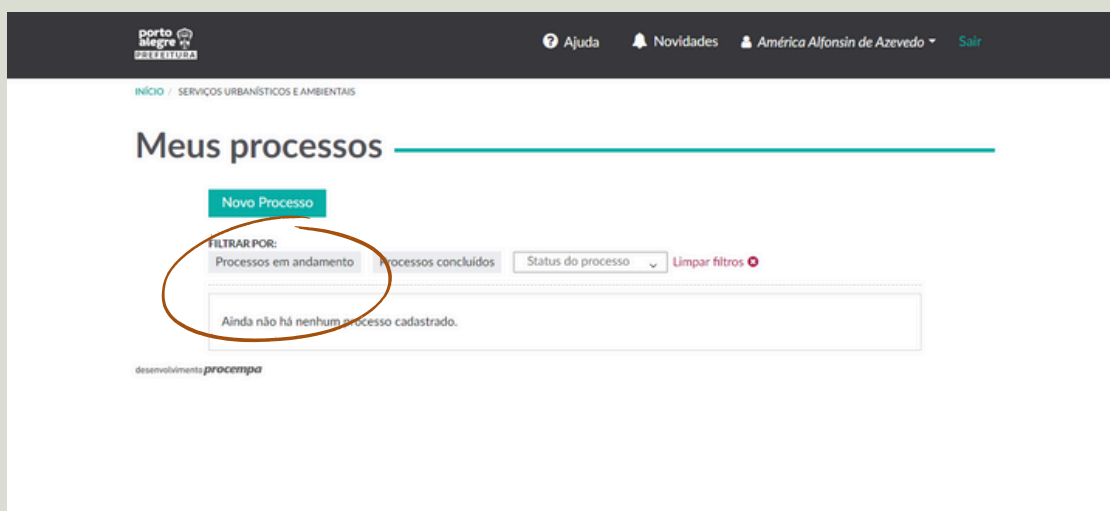 porto
alegre
PREFEITURA
Ajuda Novidades América Alfonsin de Azevedo Sair
INÍCIO / SERVIÇOS URBANÍSTICOS E AMBIENTAIS
Meus processos
Novo Processo
FILTRAR POR:
Processos em andamento Processos concluídos Status do processo Limpar filtros
Ainda não há nenhum processo cadastrado.
desenvolvimento procempa